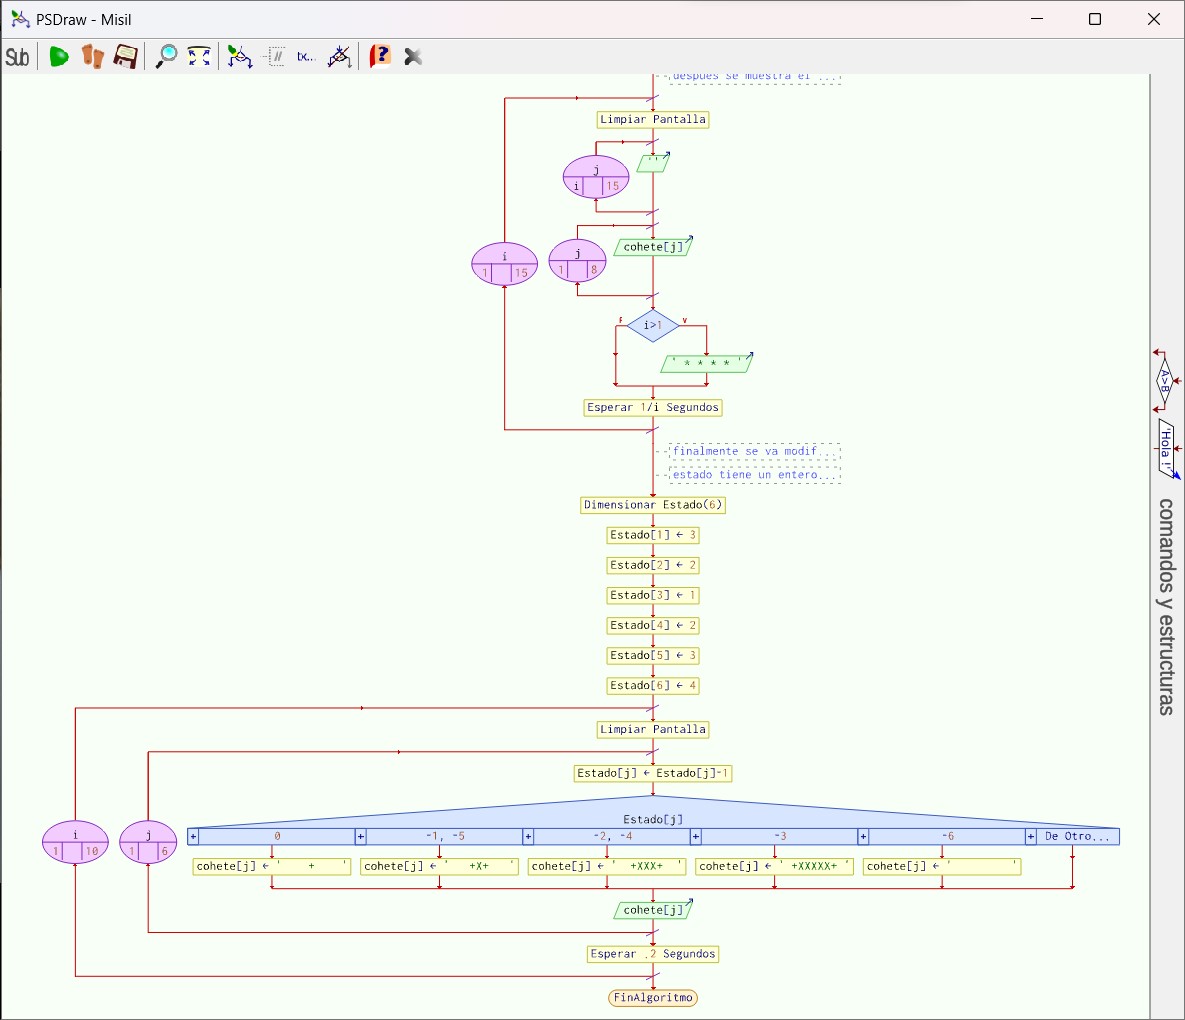 PSDraw - Misil
Sub
tx...
?
después se muestra el ...
Limpiar Pantalla
''
j
i 15
cohete[j]
i
1 15
j
1 8
i>1
F V
' * * * * '
Esperar 1/i Segundos
finalmente se va modif...
estado tiene un entero...
Dimensionar Estado(6)
Estado[1] ← 3
Estado[2] ← 2
Estado[3] ← 1
Estado[4] ← 2
Estado[5] ← 3
Estado[6] ← 4
Limpiar Pantalla
Estado[j] ← Estado[j]-1
Estado[j]
i
1 10
j
1 6
+ 0 + -1, -5 + -2, -4 + -3 + -6 + De Otro...
cohete[j] ← '    +    ' cohete[j] ← '   +X+   ' cohete[j] ← '  +XXX+  ' cohete[j] ← ' +XXXXX+ ' cohete[j] ← '         '
cohete[j]
Esperar .2 Segundos
FinAlgoritmo
A>B
'Hola !'
comandos y estructuras